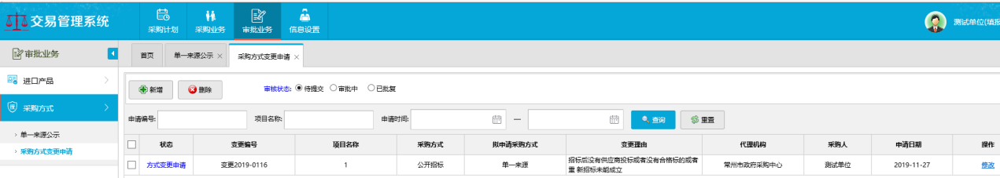 交易管理系统
采购计划 采购业务 审批业务 信息设置
测试单位(填报
审批业务
首页 单一来源公示 × 采购方式变更申请 ×
进口产品
新增 删除 审核状态: 待提交 审批中 已批复
采购方式
申请编号: 项目名称: 申请时间: — 查询 重置
单一来源公示
采购方式变更申请
状态 变更编号 项目名称 采购方式 拟申请采购方式 变更理由 代理机构 采购人 申请日期 操作
方式变更申请 变更2019-0116 1 公开招标 单一来源 招标后没有供应商投标或者没有合格标的或者 常州市政府采购中心 测试单位 2019-11-27 修改
重 新招标未能成立